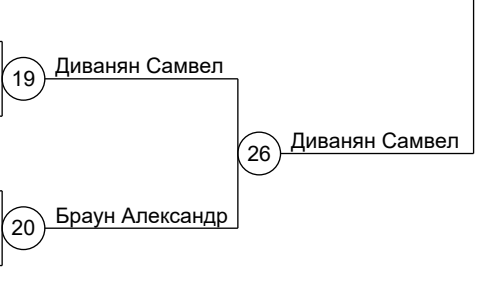 19 Диванян Самвел
26 Диванян Самвел
20 Браун Александр